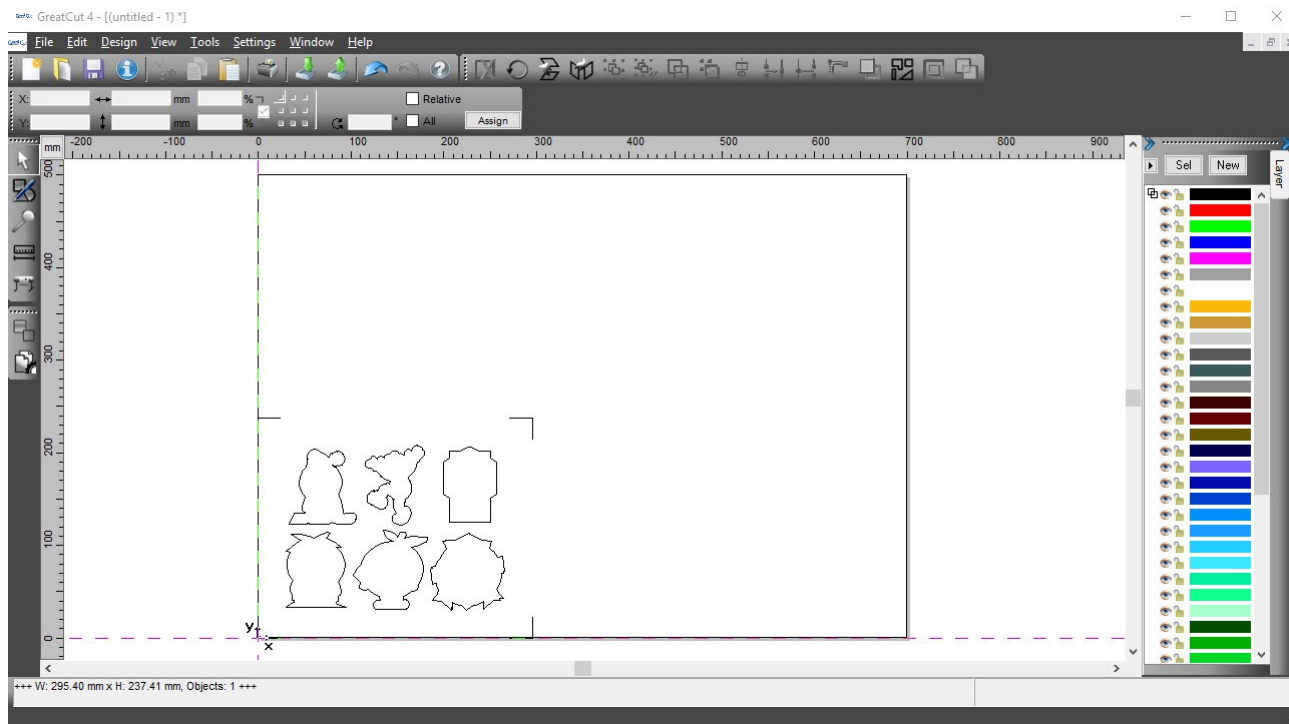 GreatCut GreatCut 4 - [(untitled - 1) *]
GreatCut File Edit Design View Tools Settings Window Help
X: mm % Relative
Y: mm % ° All Assign
mm -200 -100 0 100 200 300 400 500 600 700 800 900
Sel New
Layer
500
400
300
200
100
0
y
x
+++ W: 295.40 mm x H: 237.41 mm, Objects: 1 +++